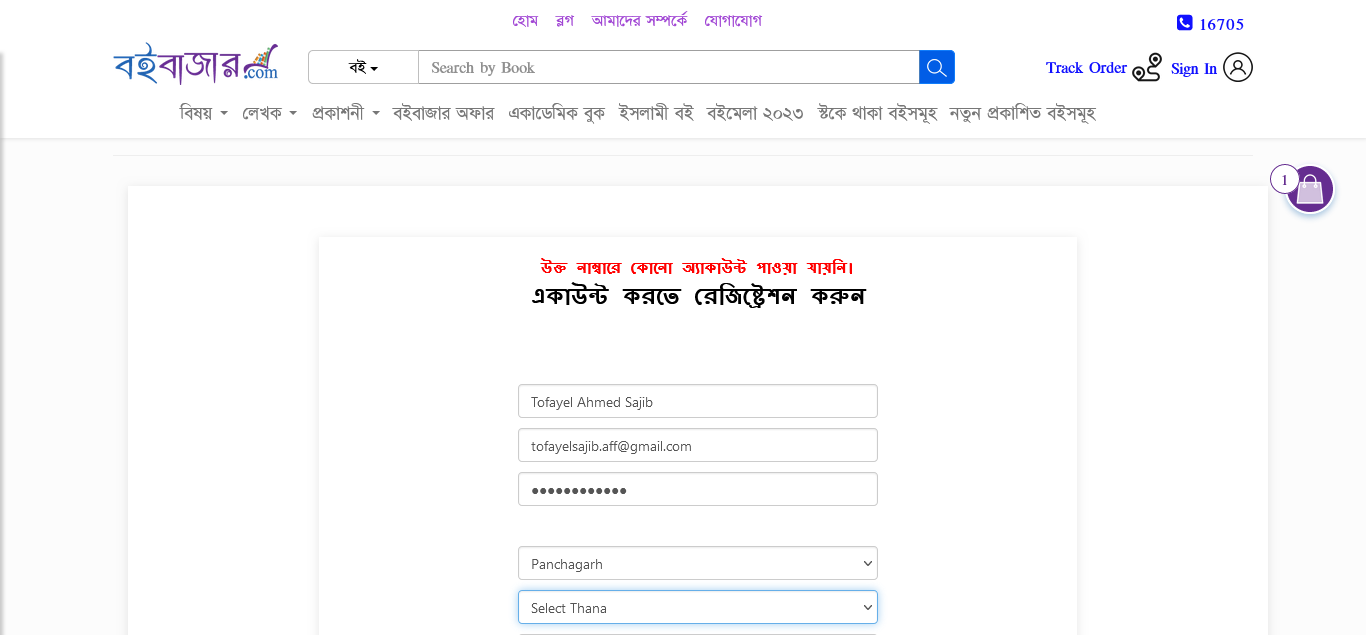 হোম ব্লগ আমাদের সম্পর্কে যোগাযোগ
16705
বইবাজার.com
বই
Search by Book
Track Order
Sign In
বিষয় লেখক প্রকাশনী বইবাজার অফার একাডেমিক বুক ইসলামী বই বইমেলা ২০২৩ স্টকে থাকা বইসমূহ নতুন প্রকাশিত বইসমূহ
1
উক্ত নাম্বারে কোনো অ্যাকাউন্ট পাওয়া যায়নি।
একাউন্ট করতে রেজিষ্ট্রেশন করুন
Tofayel Ahmed Sajib
tofayelsajib.aff@gmail.com
Panchagarh
Select Thana